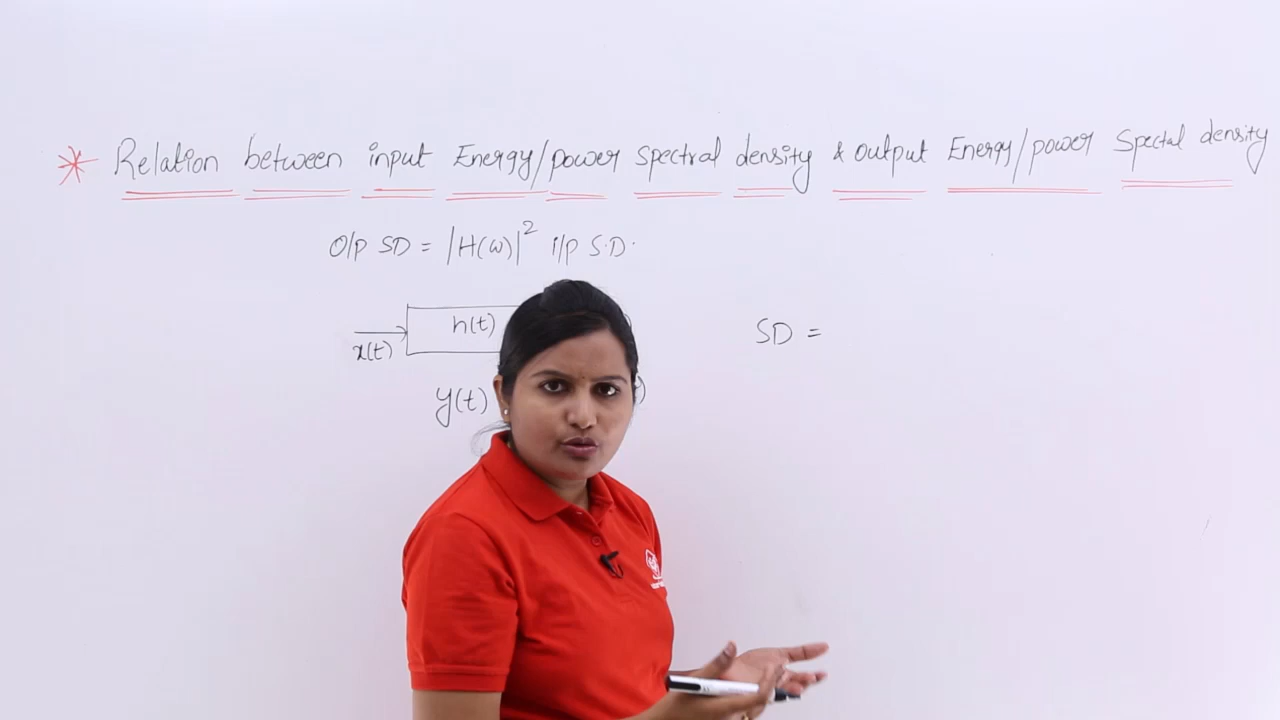 * Relation between input Energy/power spectral density & output Energy/power Spectal density
O/p SD = |H(ω)|² i/p S.D.
h(t)
x(t)
SD =
y(t) )